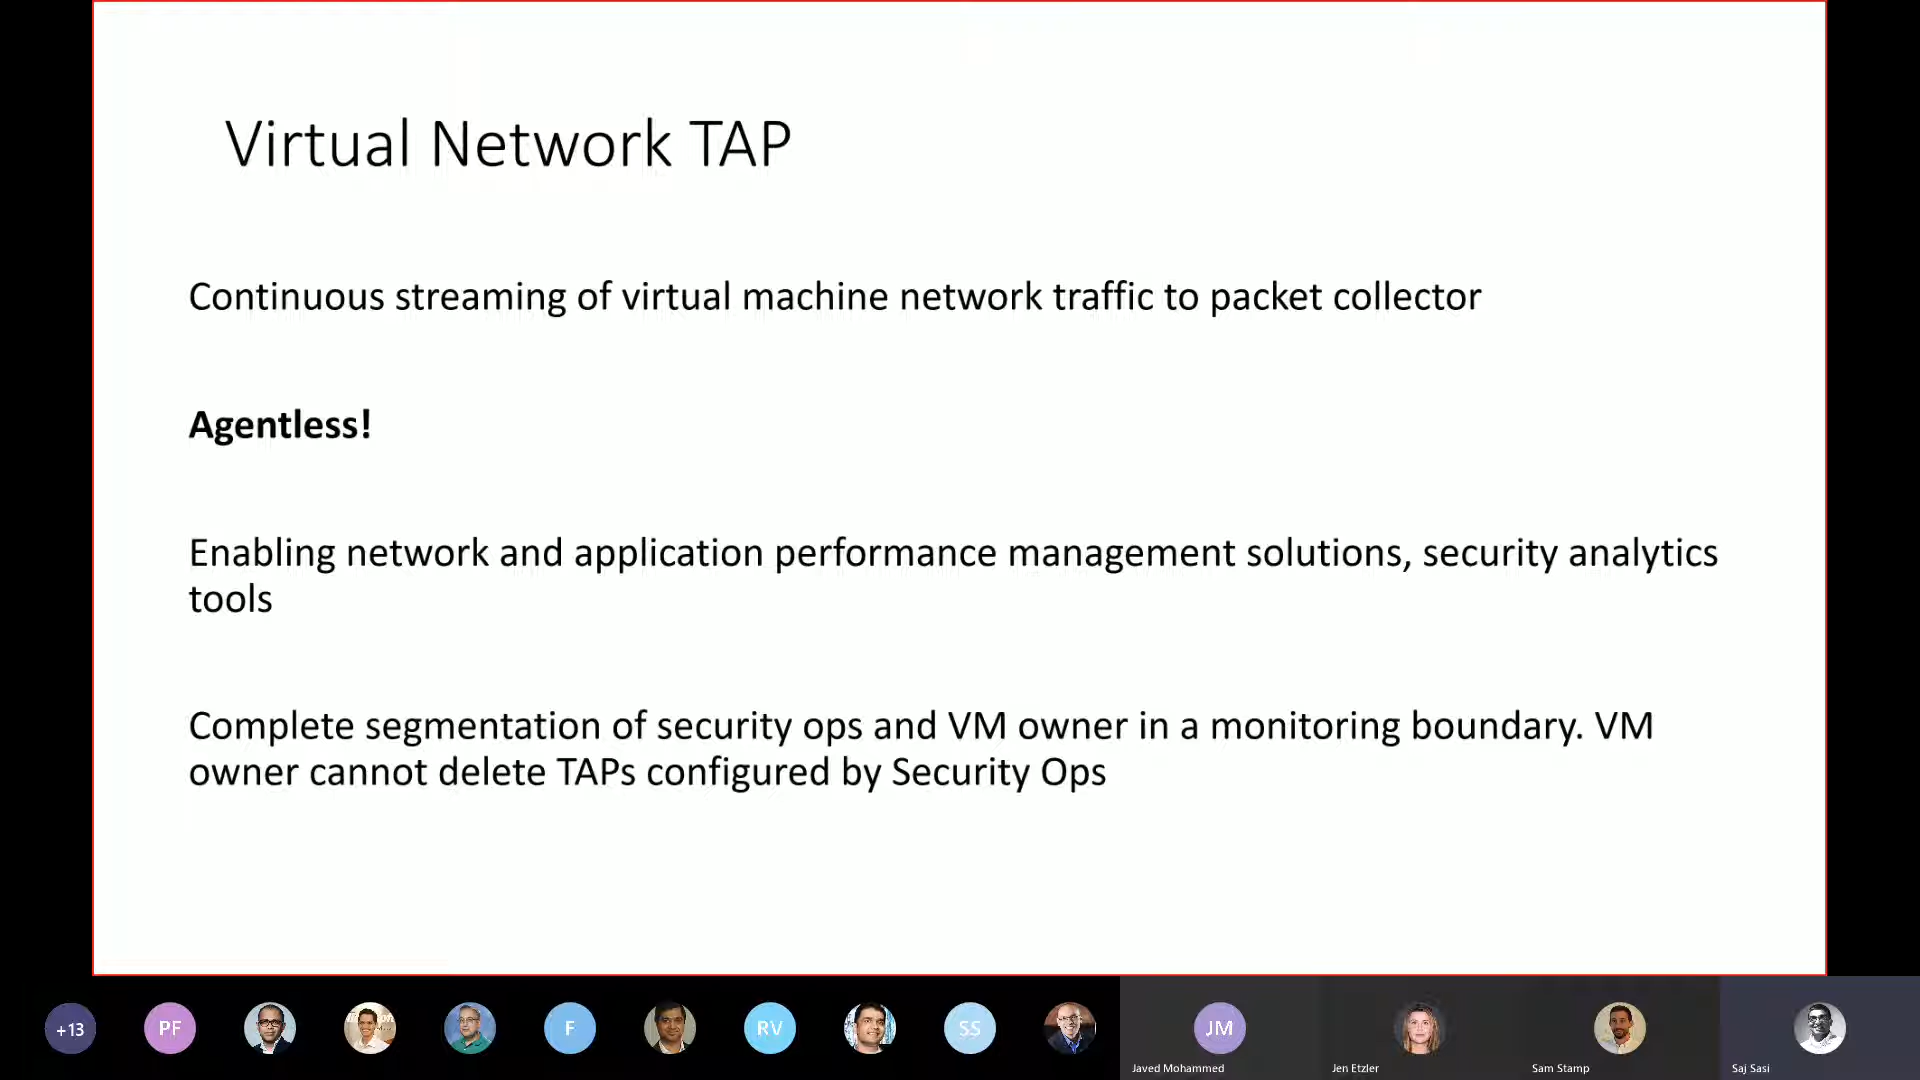 Virtual Network TAP
Continuous streaming of virtual machine network traffic to packet collector
Agentless!
Enabling network and application performance management solutions, security analytics
tools
Complete segmentation of security ops and VM owner in a monitoring boundary. VM
owner cannot delete TAPs configured by Security Ops
+13
PF
F
RV
SS
JM
Javed Mohammed
Jen Etzler
Sam Stamp
Saj Sasi